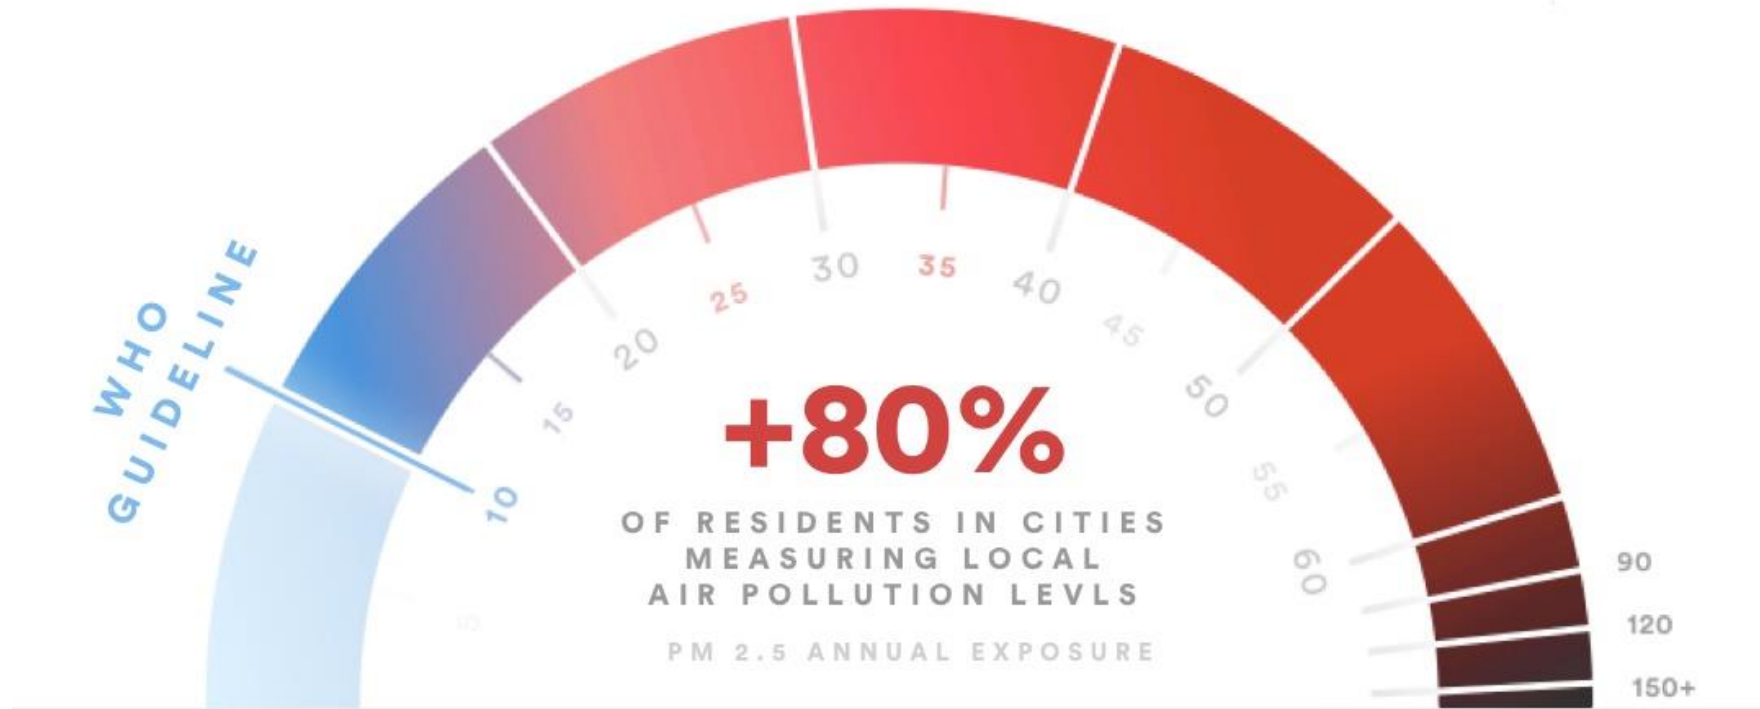 WHO
GUIDELINE
5
10
15
20
25
30
35
40
45
50
55
60
90
120
150+
+80%
OF RESIDENTS IN CITIES
MEASURING LOCAL
AIR POLLUTION LEVLS
PM 2.5 ANNUAL EXPOSURE